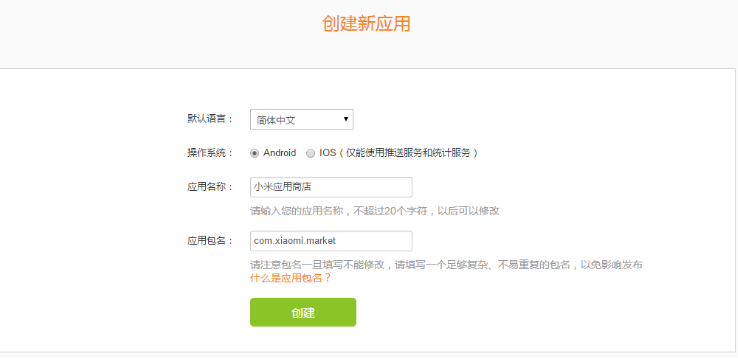 创建新应用
默认语言： 简体中文
操作系统： Android IOS（仅能使用推送服务和统计服务）
应用名称： 小米应用商店
请输入您的应用名称，不超过20个字符，以后可以修改
应用包名： com.xiaomi.market
请注意包名一旦填写不能修改，请填写一个足够复杂、不易重复的包名，以免影响发布
什么是应用包名？
创建